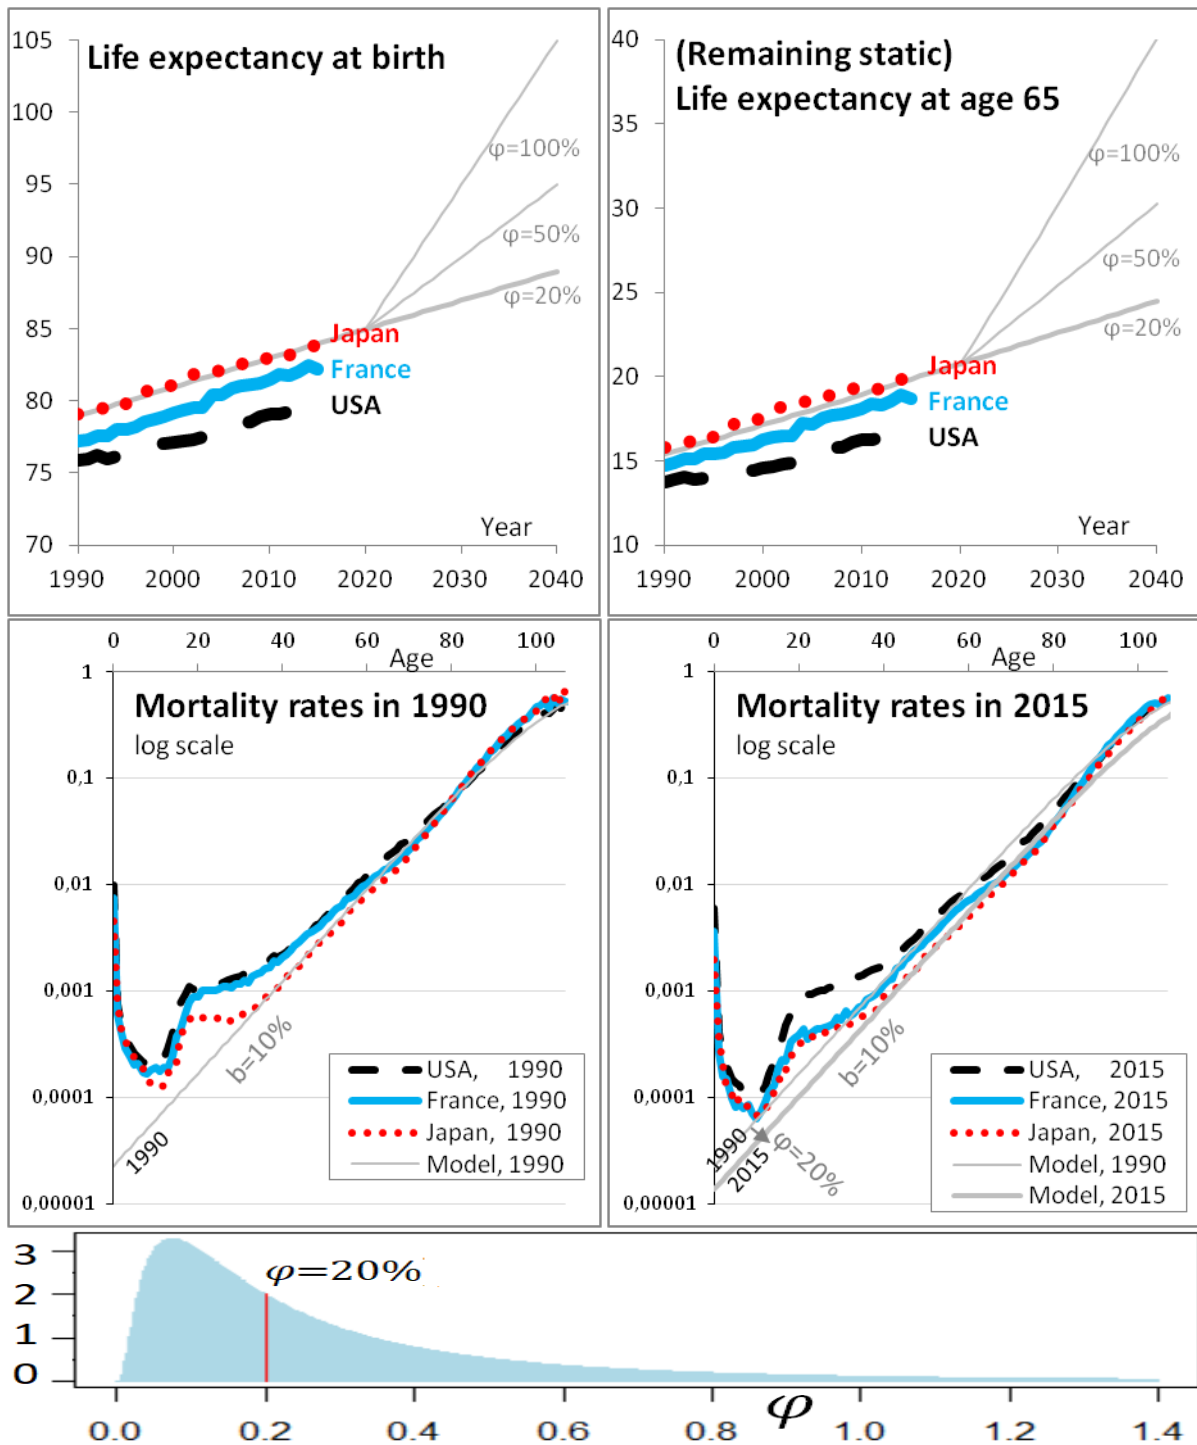 Life expectancy at birth
105
100
95
90
85
80
75
70
φ=100%
φ=50%
φ=20%
Japan
France
USA
Year
1990 2000 2010 2020 2030 2040
(Remaining static)
Life expectancy at age 65
40
35
30
25
20
15
10
φ=100%
φ=50%
φ=20%
Japan
France
USA
Year
1990 2000 2010 2020 2030 2040
0 20 40 60 80 100
Age
Mortality rates in 1990
log scale
1
0,1
0,01
0,001
0,0001
0,00001
b=10%
1990
USA, 1990
France, 1990
Japan, 1990
Model, 1990
0 20 40 60 80 100
Age
Mortality rates in 2015
log scale
1
0,1
0,01
0,001
0,0001
0,00001
b=10%
1990
2015
φ=20%
USA, 2015
France, 2015
Japan, 2015
Model, 1990
Model, 2015
3
2
1
0
φ=20%
0.0 0.2 0.4 0.6 0.8 1.0 1.2 1.4
φ